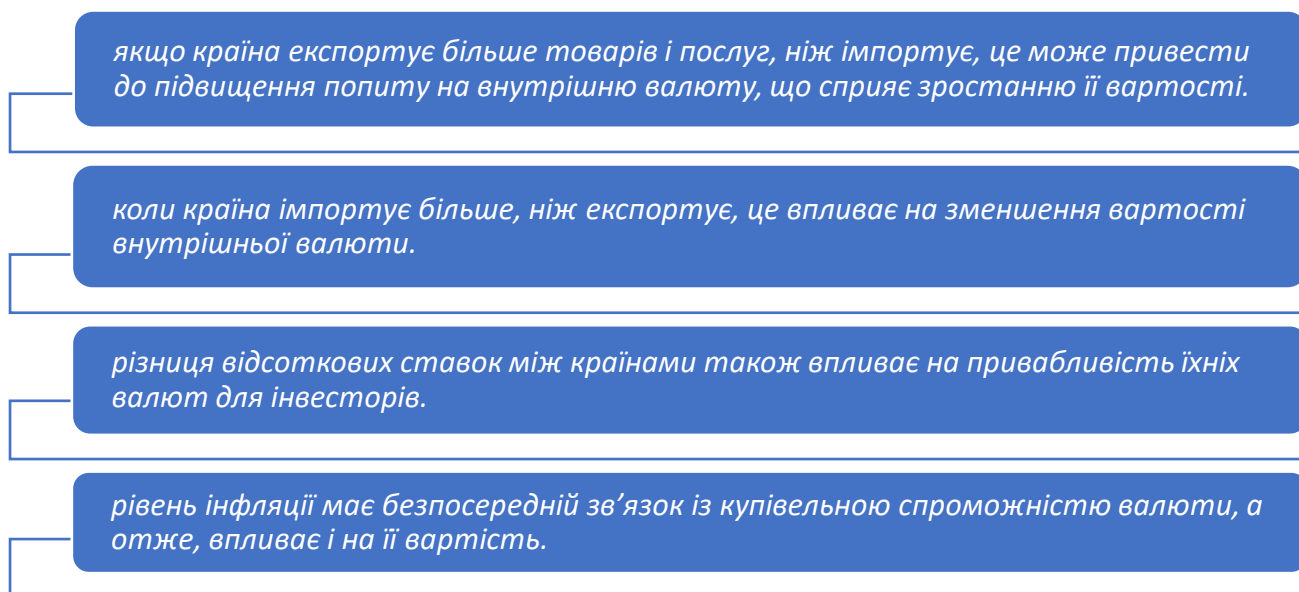 якщо країна експортує більше товарів і послуг, ніж імпортує, це може привести
до підвищення попиту на внутрішню валюту, що сприяє зростанню її вартості.
коли країна імпортує більше, ніж експортує, це впливає на зменшення вартості
внутрішньої валюти.
різниця відсоткових ставок між країнами також впливає на привабливість їхніх
валют для інвесторів.
рівень інфляції має безпосередній зв’язок із купівельною спроможністю валюти, а
отже, впливає і на її вартість.